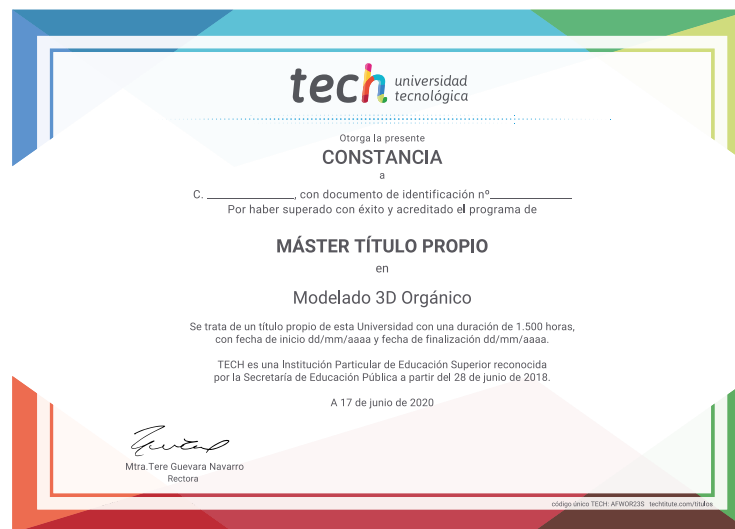 tech universidad
tecnológica
Otorga la presente
CONSTANCIA
a
C. ________________, con documento de identificación nº______________
Por haber superado con éxito y acreditado el programa de
MÁSTER TÍTULO PROPIO
en
Modelado 3D Orgánico
Se trata de un título propio de esta Universidad con una duración de 1.500 horas,
con fecha de inicio dd/mm/aaaa y fecha de finalización dd/mm/aaaa.
TECH es una Institución Particular de Educación Superior reconocida
por la Secretaría de Educación Pública a partir del 28 de junio de 2018.
A 17 de junio de 2020
Mtra.Tere Guevara Navarro
Rectora
código único TECH: AFWOR23S techtitute.com/titulos